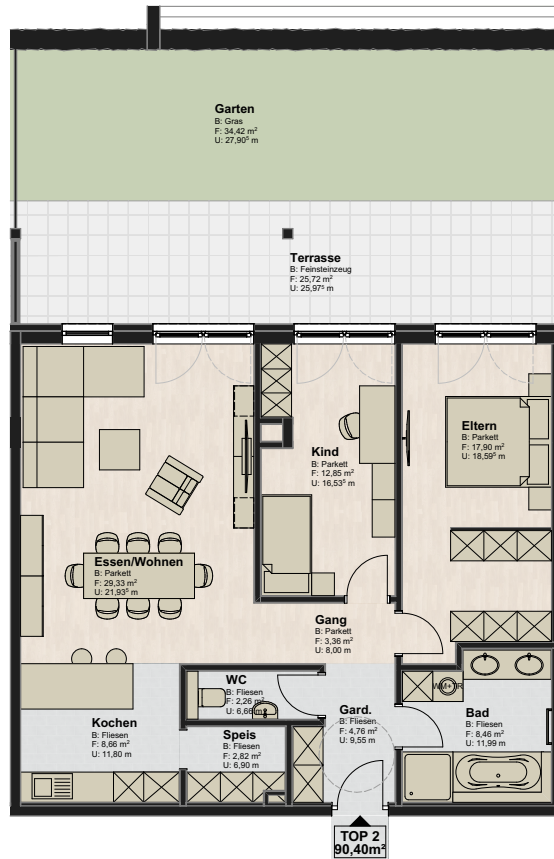 Garten
B: Gras
F: 34,42 m²
U: 27,90⁵ m
Terrasse
B: Feinsteinzeug
F: 25,72 m²
U: 25,97⁵ m
Eltern
B: Parkett
F: 17,90 m²
U: 18,59⁵ m
Kind
B: Parkett
F: 12,85 m²
U: 16,53⁵ m
Essen/Wohnen
B: Parkett
F: 29,33 m²
U: 21,93⁵ m
Gang
B: Parkett
F: 3,36 m²
U: 8,00 m
WC
B: Fliesen
F: 2,26 m²
U: 6,66 m
WM+TR
Kochen
B: Fliesen
F: 8,66 m²
U: 11,80 m
Speis
B: Fliesen
F: 2,82 m²
U: 6,90 m
Gard.
B: Fliesen
F: 4,76 m²
U: 9,55 m
Bad
B: Fliesen
F: 8,46 m²
U: 11,99 m
TOP 2
90,40m²